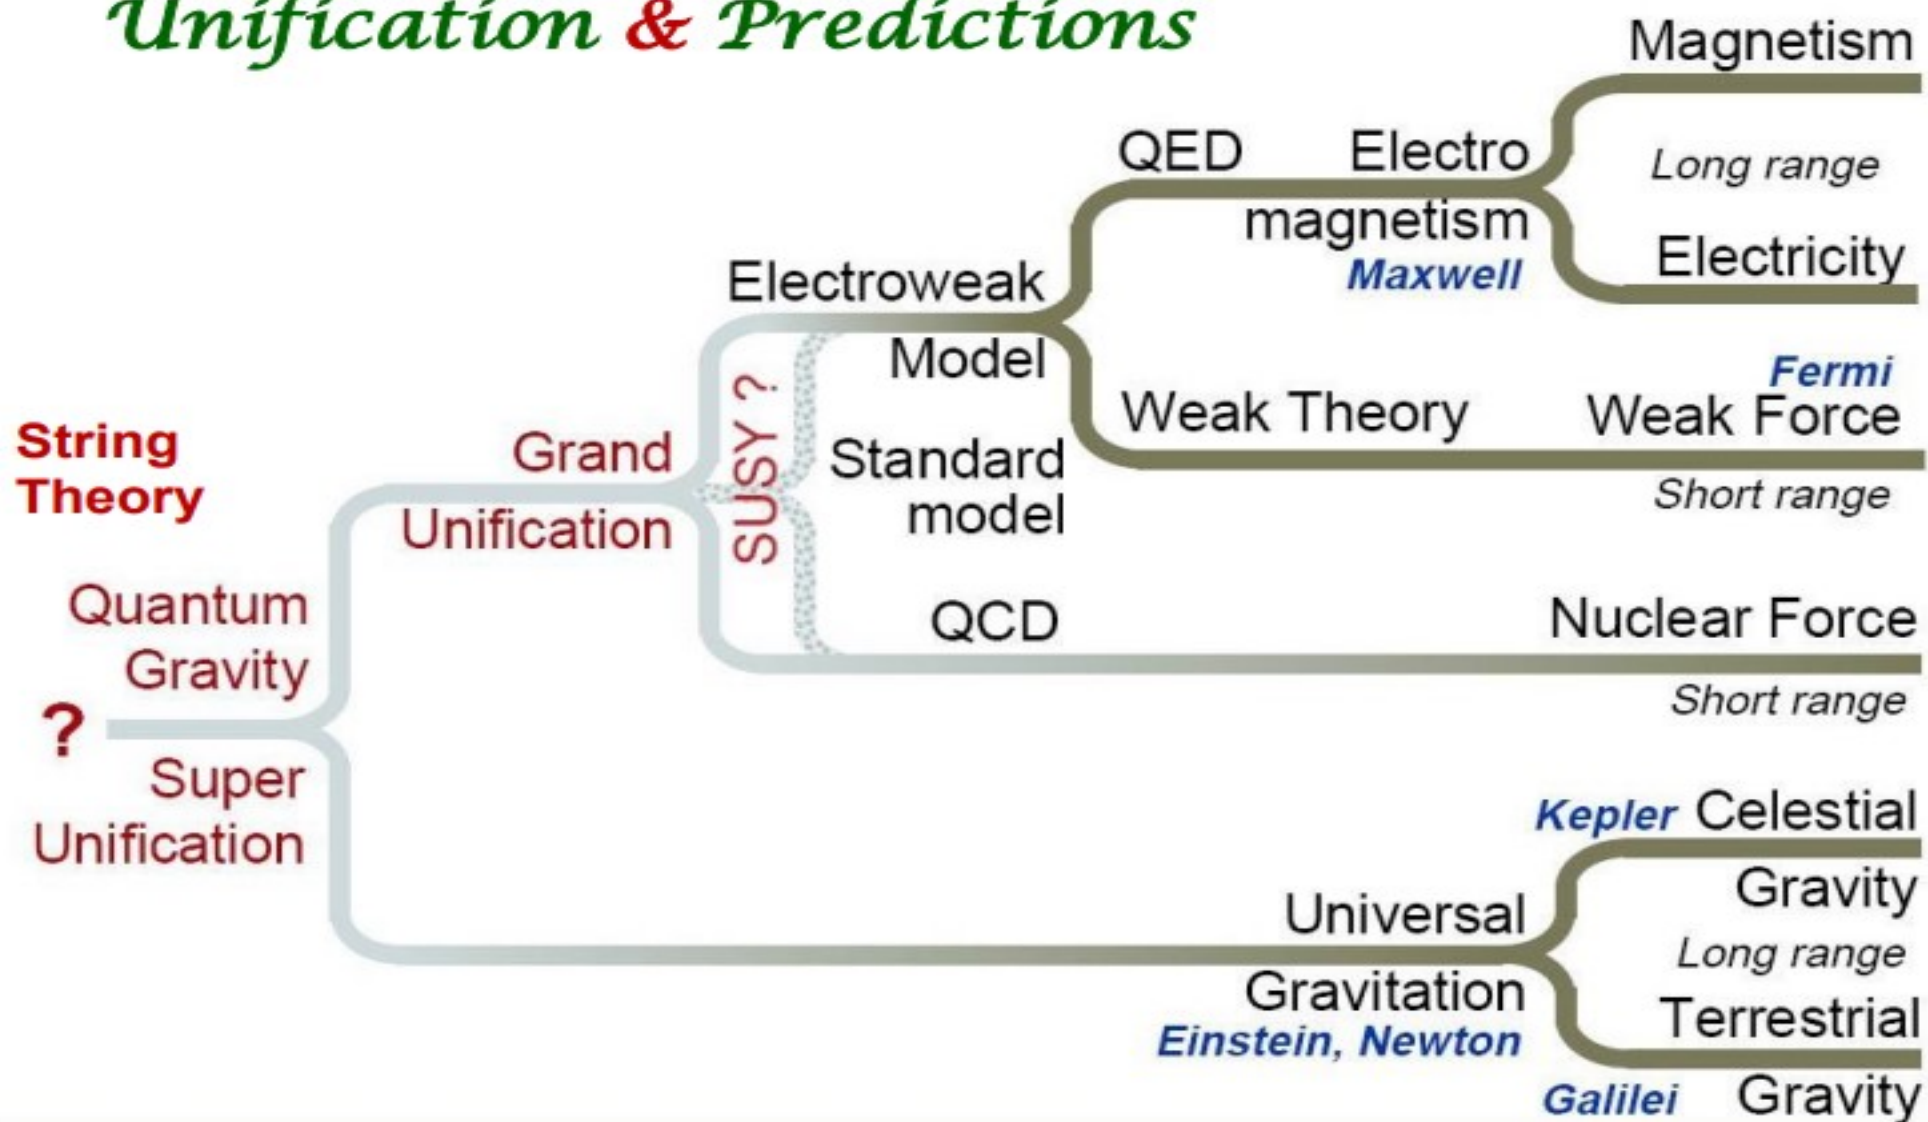 Unification & Predictions
Magnetism
QED Electro
Long range
magnetism
Maxwell
Electricity
Electroweak
Model
Fermi
Weak Theory Weak Force
Short range
String
Theory
Grand
Unification
SUSY ?
Standard
model
QCD
Nuclear Force
Short range
Quantum
Gravity
?
Super
Unification
Kepler Celestial
Gravity
Long range
Universal
Gravitation
Einstein, Newton
Terrestrial
Galilei Gravity